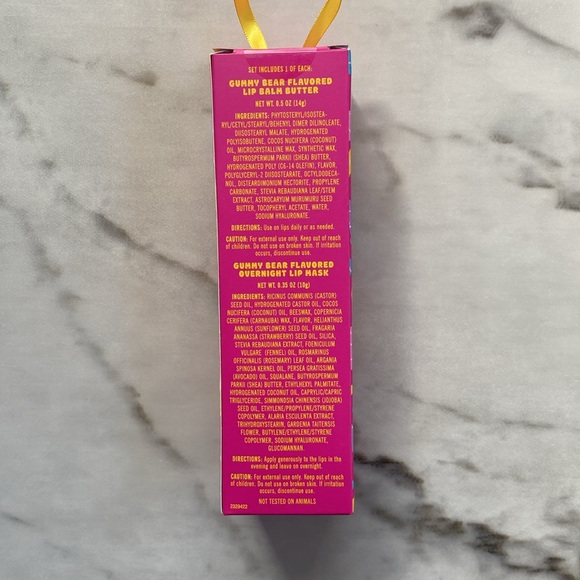 SET INCLUDES 1 OF EACH:
GUMMY BEAR FLAVORED
LIP BALM BUTTER
NET WT. 0.5 OZ (14g)
INGREDIENTS: PHYTOSTERYL/ISOSTEA-
RYL/CETYL/STEARYL/BEHENYL DIMER DILINOLEATE,
DIISOSTEARYL MALATE, HYDROGENATED
POLYISOBUTENE, COCOS NUCIFERA (COCONUT)
OIL, MICROCRYSTALLINE WAX, SYNTHETIC WAX,
BUTYROSPERMUM PARKII (SHEA) BUTTER,
HYDROGENATED POLY (C6-14 OLEFIN), FLAVOR,
POLYGLYCERYL-2 DIISOSTEARATE, OCTYLDODECA-
NOL, DISTEARDIMONIUM HECTORITE, PROPYLENE
CARBONATE, STEVIA REBAUDIANA LEAF/STEM
EXTRACT, ASTROCARYUM MURUMURU SEED
BUTTER, TOCOPHERYL ACETATE, WATER,
SODIUM HYALURONATE.
DIRECTIONS: Use on lips daily or as needed.
CAUTION: For external use only. Keep out of reach
of children. Do not use on broken skin. If irritation
occurs, discontinue use.
GUMMY BEAR FLAVORED
OVERNIGHT LIP MASK
NET WT. 0.35 OZ (10g)
INGREDIENTS: RICINUS COMMUNIS (CASTOR)
SEED OIL, HYDROGENATED CASTOR OIL, COCOS
NUCIFERA (COCONUT) OIL, BEESWAX, COPERNICIA
CERIFERA (CARNAUBA) WAX, FLAVOR, HELIANTHUS
ANNUUS (SUNFLOWER) SEED OIL, FRAGARIA
ANANASSA (STRAWBERRY) SEED OIL, SILICA,
STEVIA REBAUDIANA EXTRACT, FOENICULUM
VULGARE (FENNEL) OIL, ROSMARINUS
OFFICINALIS (ROSEMARY) LEAF OIL, ARGANIA
SPINOSA KERNEL OIL, PERSEA GRATISSIMA
(AVOCADO) OIL, SQUALANE, BUTYROSPERMUM
PARKII (SHEA) BUTTER, ETHYLHEXYL PALMITATE,
HYDROGENATED COCONUT OIL, CAPRYLIC/CAPRIC
TRIGLYCERIDE, SIMMONDSIA CHINENSIS (JOJOBA)
SEED OIL, ETHYLENE/PROPYLENE/STYRENE
COPOLYMER, ALARIA ESCULENTA EXTRACT,
TRIHYDROXYSTEARIN, GARDENIA TAITENSIS
FLOWER, BUTYLENE/ETHYLENE/STYRENE
COPOLYMER, SODIUM HYALURONATE,
GLUCOMANNAN.
DIRECTIONS: Apply generously to the lips in the
evening and leave on overnight.
CAUTION: For external use only. Keep out of reach of
children. Do not use on broken skin. If irritation
occurs, discontinue use.
NOT TESTED ON ANIMALS
2329422